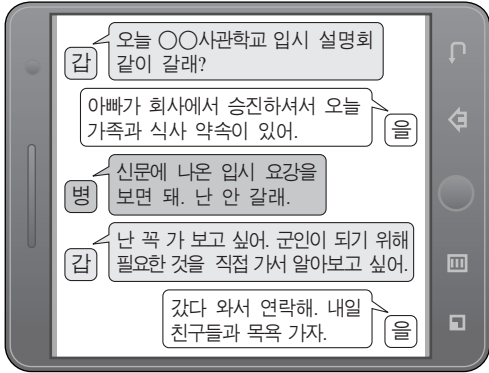 갑
오늘 ○○사관학교 입시 설명회
같이 갈래?
아빠가 회사에서 승진하셔서 오늘
가족과 식사 약속이 있어.
을
병
신문에 나온 입시 요강을
보면 돼. 난 안 갈래.
갑
난 꼭 가 보고 싶어. 군인이 되기 위해
필요한 것을 직접 가서 알아보고 싶어.
갔다 와서 연락해. 내일
친구들과 목욕 가자.
을